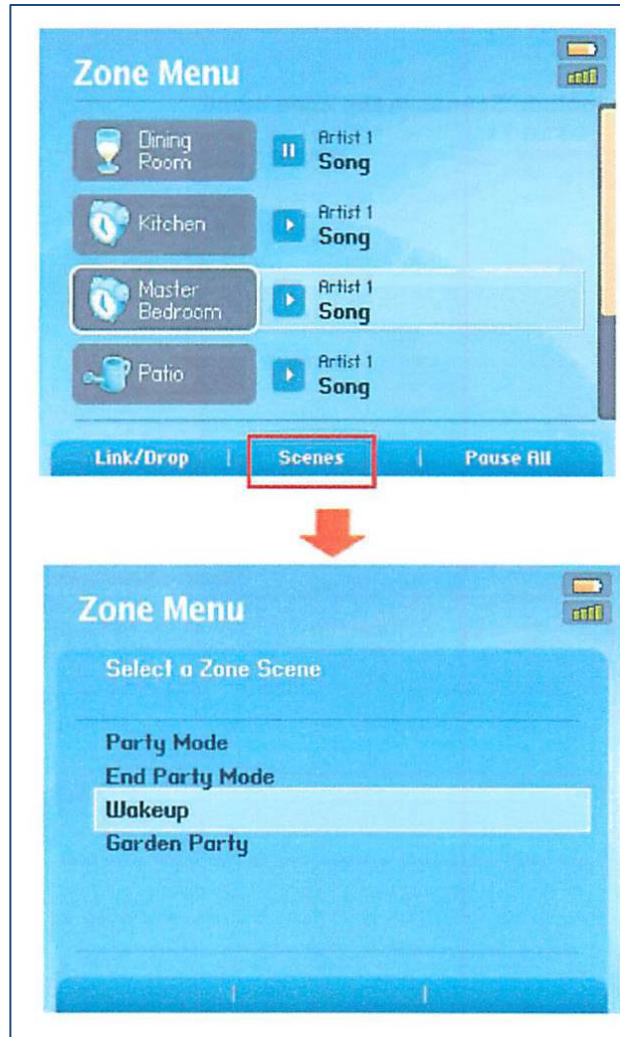 Zone Menu
Dining
Room
Artist 1
Song
Kitchen
Artist 1
Song
Master
Bedroom
Artist 1
Song
Patio
Artist 1
Song
Link/Drop | Scenes | Pause All
Zone Menu
Select a Zone Scene
Party Mode
End Party Mode
Wakeup
Garden Party